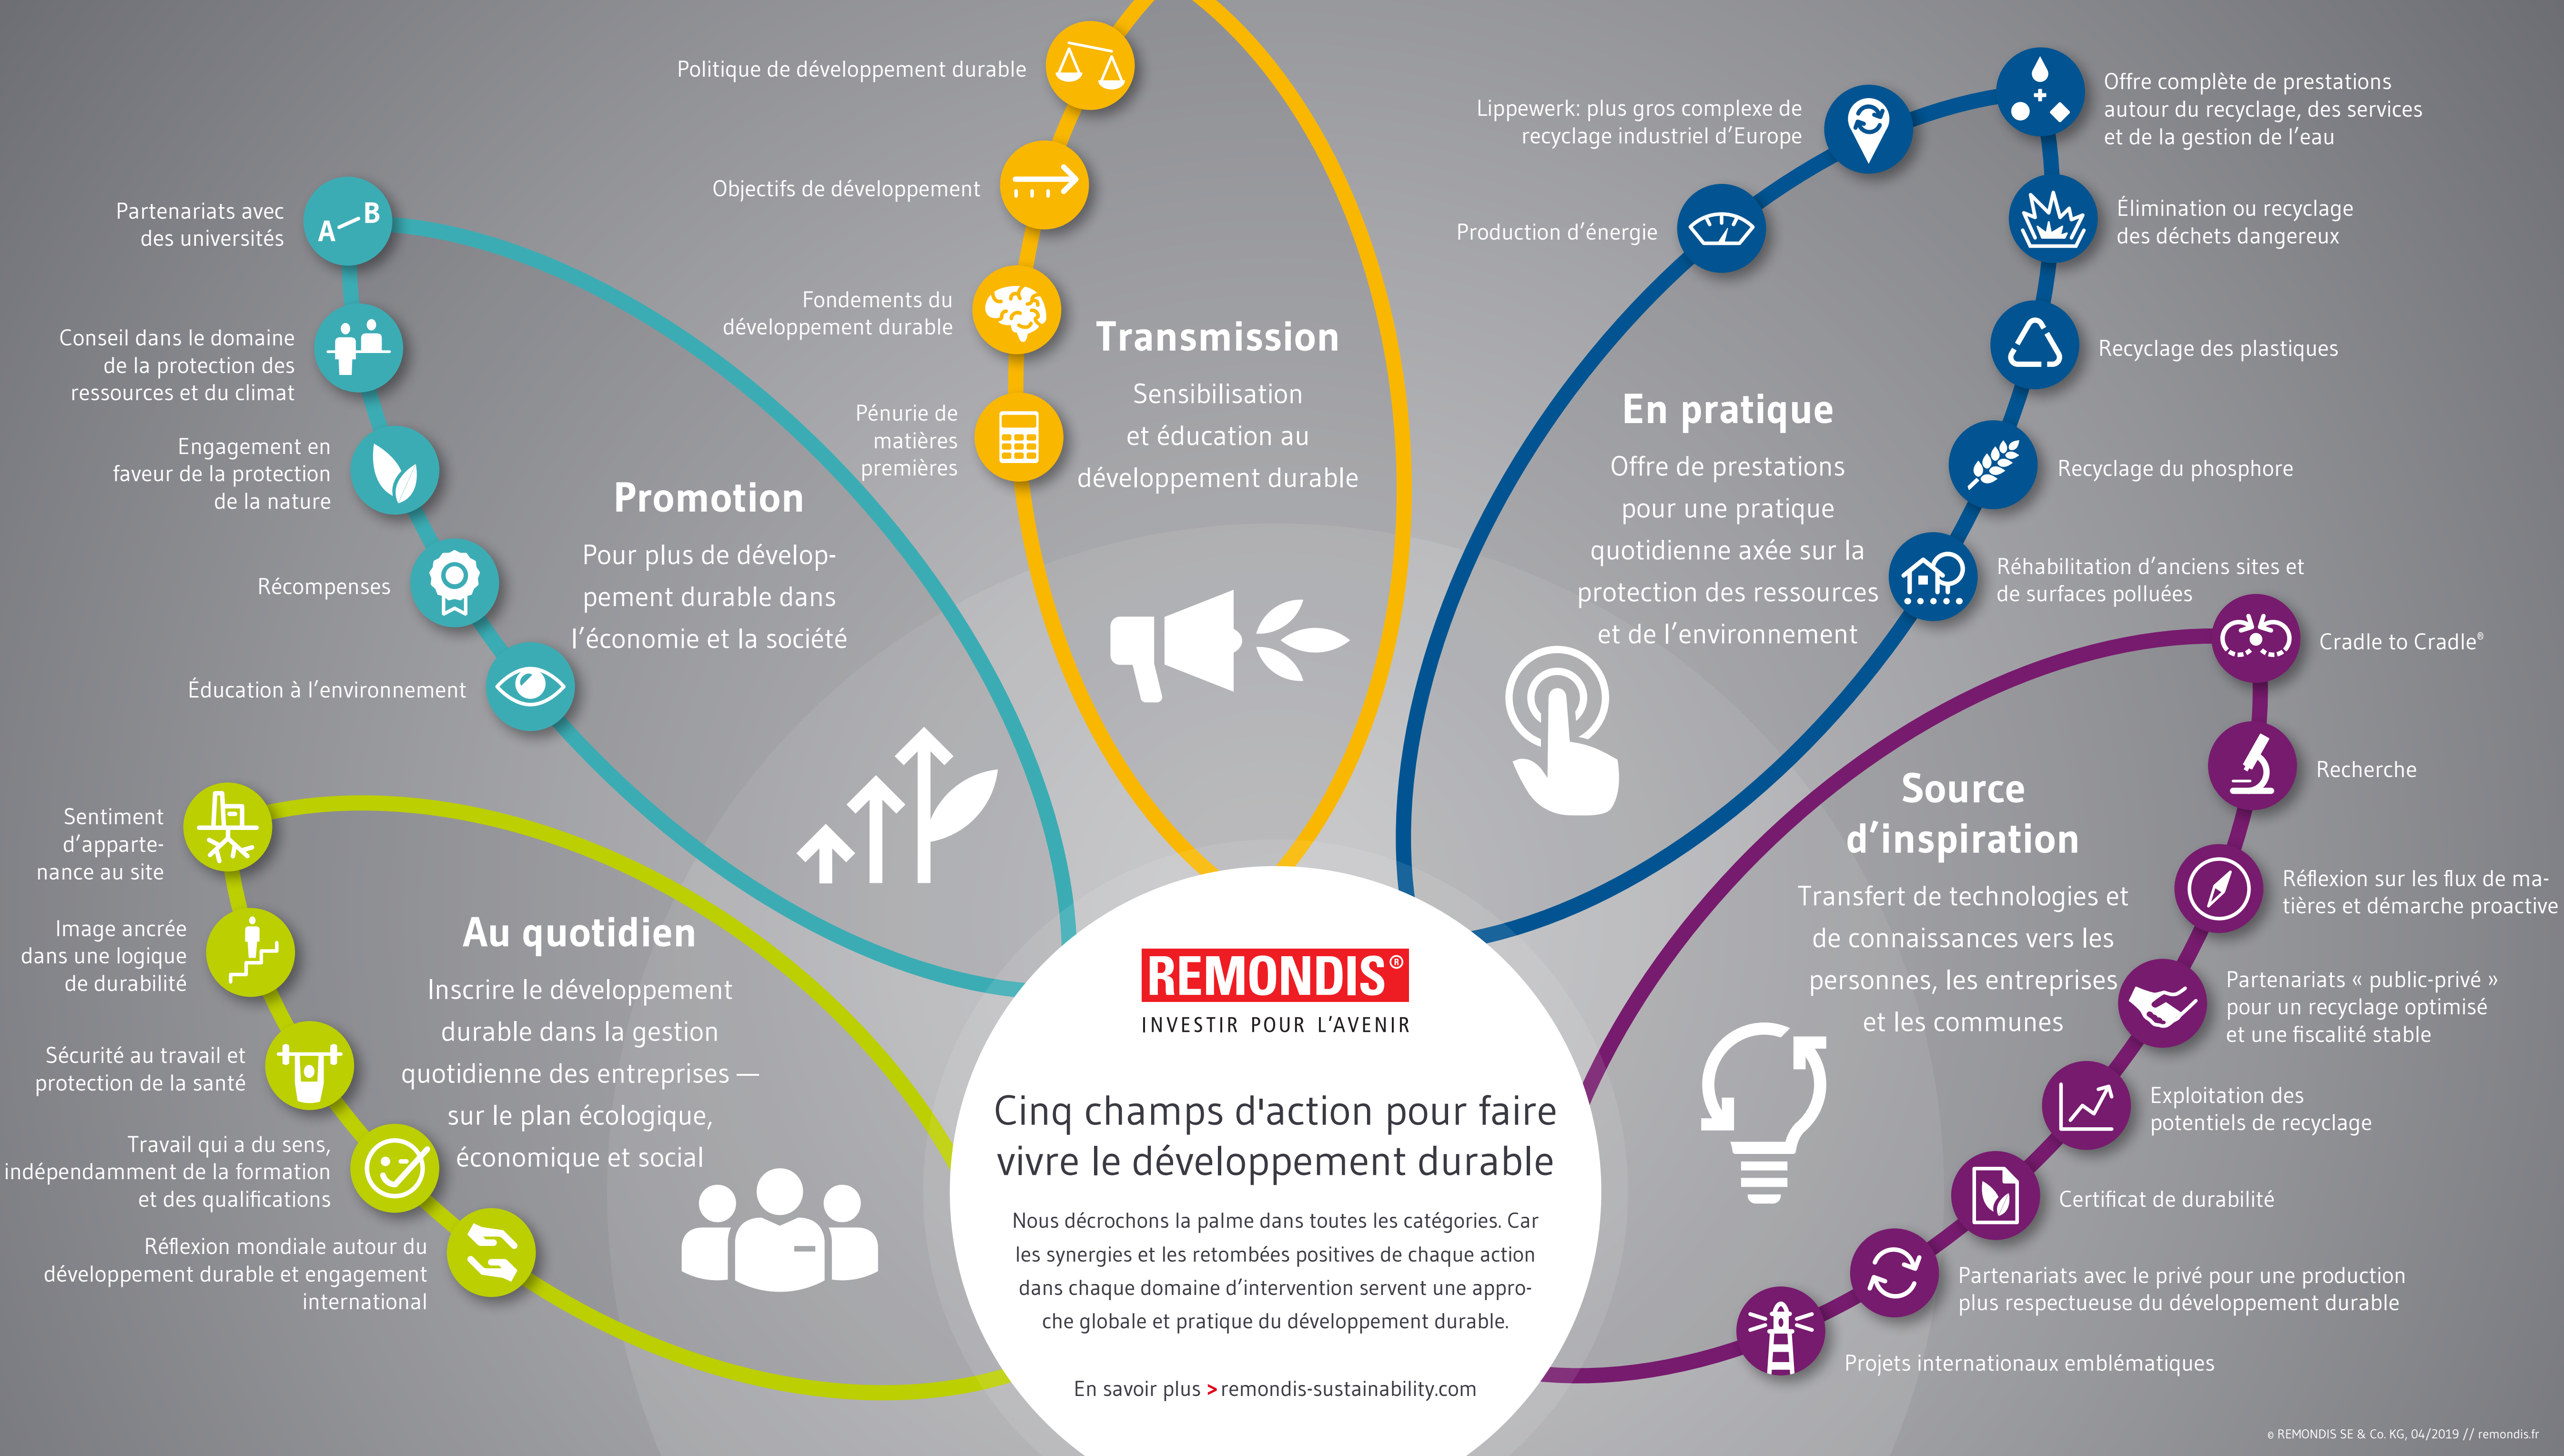 Politique de développement durable
Objectifs de développement
Fondements du
développement durable
Pénurie de
matières
premières
Transmission
Sensibilisation
et éducation au
développement durable
A
B
Partenariats avec
des universités
Conseil dans le domaine
de la protection des
ressources et du climat
Engagement en
faveur de la protection
de la nature
Récompenses
Éducation à l’environnement
Promotion
Pour plus de dévelop-
pement durable dans
l’économie et la société
Sentiment
d’apparte-
nance au site
Image ancrée
dans une logique
de durabilité
Sécurité au travail et
protection de la santé
Travail qui a du sens,
indépendamment de la formation
et des qualifications
Réflexion mondiale autour du
développement durable et engagement
international
Au quotidien
Inscrire le développement
durable dans la gestion
quotidienne des entreprises —
sur le plan écologique,
économique et social
Lippewerk: plus gros complexe de
recyclage industriel d’Europe
Production d’énergie
Offre complète de prestations
autour du recyclage, des services
et de la gestion de l’eau
Élimination ou recyclage
des déchets dangereux
Recyclage des plastiques
Recyclage du phosphore
Réhabilitation d’anciens sites et
de surfaces polluées
En pratique
Offre de prestations
pour une pratique
quotidienne axée sur la
protection des ressources
et de l’environnement
Cradle to Cradle®
Recherche
Réflexion sur les flux de ma-
tières et démarche proactive
Partenariats « public-privé »
pour un recyclage optimisé
et une fiscalité stable
Exploitation des
potentiels de recyclage
Certificat de durabilité
Partenariats avec le privé pour une production
plus respectueuse du développement durable
Projets internationaux emblématiques
Source
d’inspiration
Transfert de technologies et
de connaissances vers les
personnes, les entreprises
et les communes
REMONDIS®
INVESTIR POUR L’AVENIR
Cinq champs d'action pour faire
vivre le développement durable
Nous décrochons la palme dans toutes les catégories. Car
les synergies et les retombées positives de chaque action
dans chaque domaine d’intervention servent une appro-
che globale et pratique du développement durable.
En savoir plus > remondis-sustainability.com
© REMONDIS SE & Co. KG, 04/2019 // remondis.fr